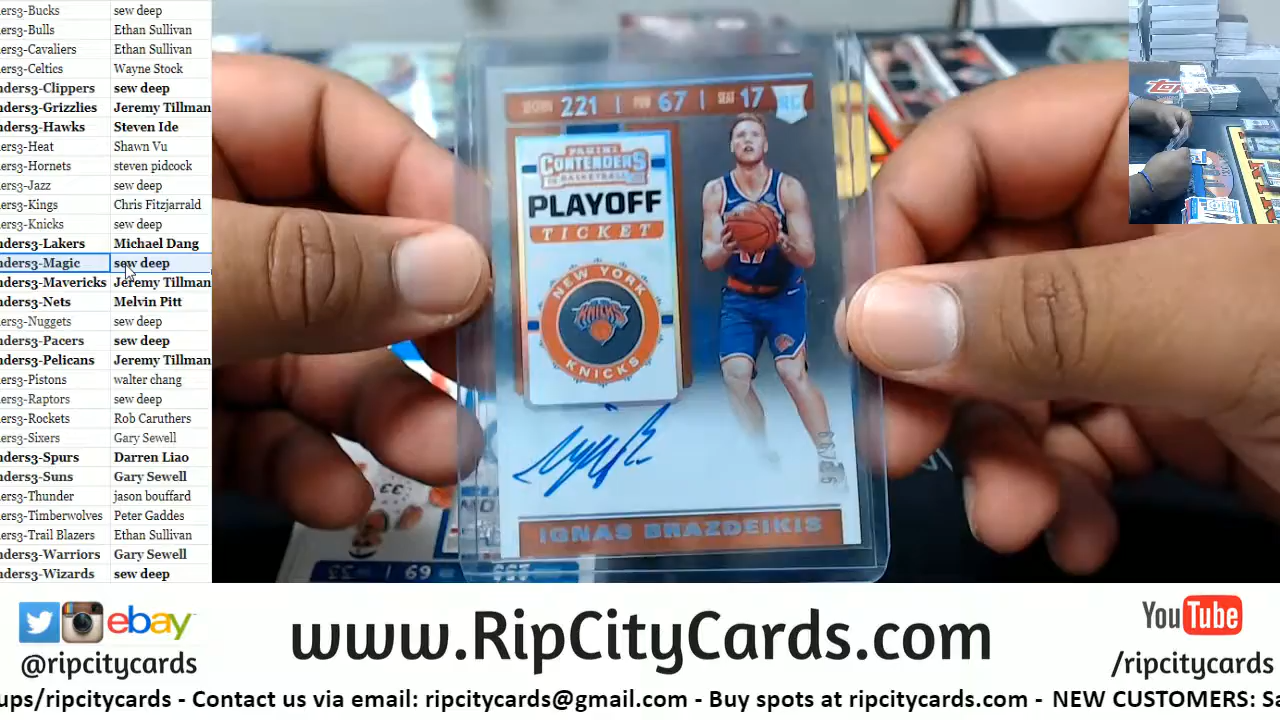 ers3-Bucks sew deep
ers3-Bulls Ethan Sullivan
ers3-Cavaliers Ethan Sullivan
ers3-Celtics Wayne Stock
nders3-Clippers sew deep
nders3-Grizzlies Jeremy Tillman
nders3-Hawks Steven Ide
ers3-Heat Shawn Vu
ers3-Hornets steven pidcock
ers3-Jazz sew deep
ers3-Kings Chris Fitzjarrald
ers3-Knicks sew deep
nders3-Lakers Michael Dang
nders3-Magic sew deep
nders3-Mavericks Jeremy Tillman
nders3-Nets Melvin Pitt
ers3-Nuggets sew deep
nders3-Pacers sew deep
nders3-Pelicans Jeremy Tillman
ers3-Pistons walter chang
ers3-Raptors sew deep
ers3-Rockets Rob Caruthers
ers3-Sixers Gary Sewell
nders3-Spurs Darren Liao
nders3-Suns Gary Sewell
ers3-Thunder jason bouffard
ers3-Timberwolves Peter Gaddes
ers3-Trail Blazers Ethan Sullivan
nders3-Warriors Gary Sewell
nders3-Wizards sew deep
221 | ROW 67 | SEAT 17 RC
PANINI
CONTENDERS
BASKETBALL
PLAYOFF
TICKET
NEW YORK
KNICKS
KNICKS
IGNAS BRAZDEIKIS
33 | 69
ebay
@ripcitycards
www.RipCityCards.com
YouTube
/ripcitycards
ups/ripcitycards - Contact us via email: ripcitycards@gmail.com - Buy spots at ripcitycards.com - NEW CUSTOMERS: Sa